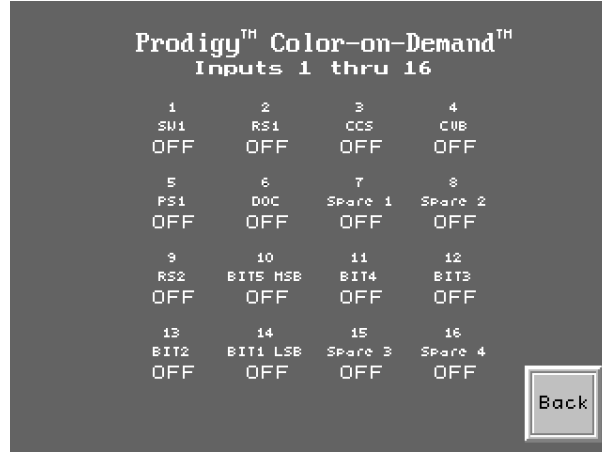 Prodigy™ Color-on-Demand™
Inputs 1 thru 16
1 2 3 4
SW1 RS1 CCS CVB
OFF OFF OFF OFF
5 6 7 8
PS1 DOC Spare 1 Spare 2
OFF OFF OFF OFF
9 10 11 12
RS2 BIT5 MSB BIT4 BIT3
OFF OFF OFF OFF
13 14 15 16
BIT2 BIT1 LSB Spare 3 Spare 4
OFF OFF OFF OFF
Back